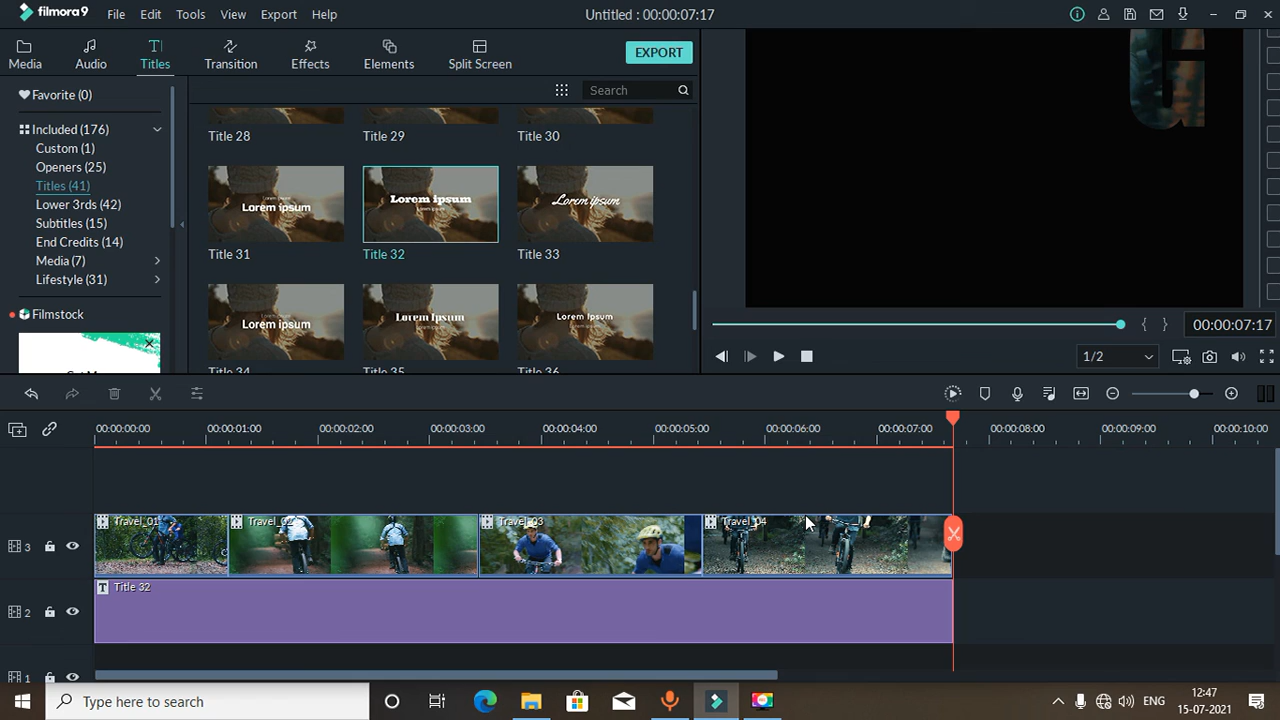 filmora9 File Edit Tools View Export Help Untitled : 00:00:07:17
Media Audio Titles Transition Effects Elements Split Screen EXPORT
Favorite (0)
Included (176)
Custom (1)
Openers (25)
Titles (41)
Lower 3rds (42)
Subtitles (15)
End Credits (14)
Media (7)
Lifestyle (31)
Filmstock
Search
Title 28 Title 29 Title 30
Lorem ipsum
Lorem ipsum
Lorem ipsum
Title 31 Title 32 Title 33
Lorem ipsum
Lorem Ipsum
Lorem Ipsum
Title 34 Title 35 Title 36
G
00:00:07:17
1/2
00:00:00:00 00:00:02:00 00:00:03:00 00:00:04:00 00:00:05:00 00:00:06:00 00:00:07:00 00:00:08:00 00:00:09:00 00:00:10:00
3 Travel_01 Travel_02 Travel_03 Travel_04
2 T Title 32
1
Type here to search
ENG
12:47
15-07-2021